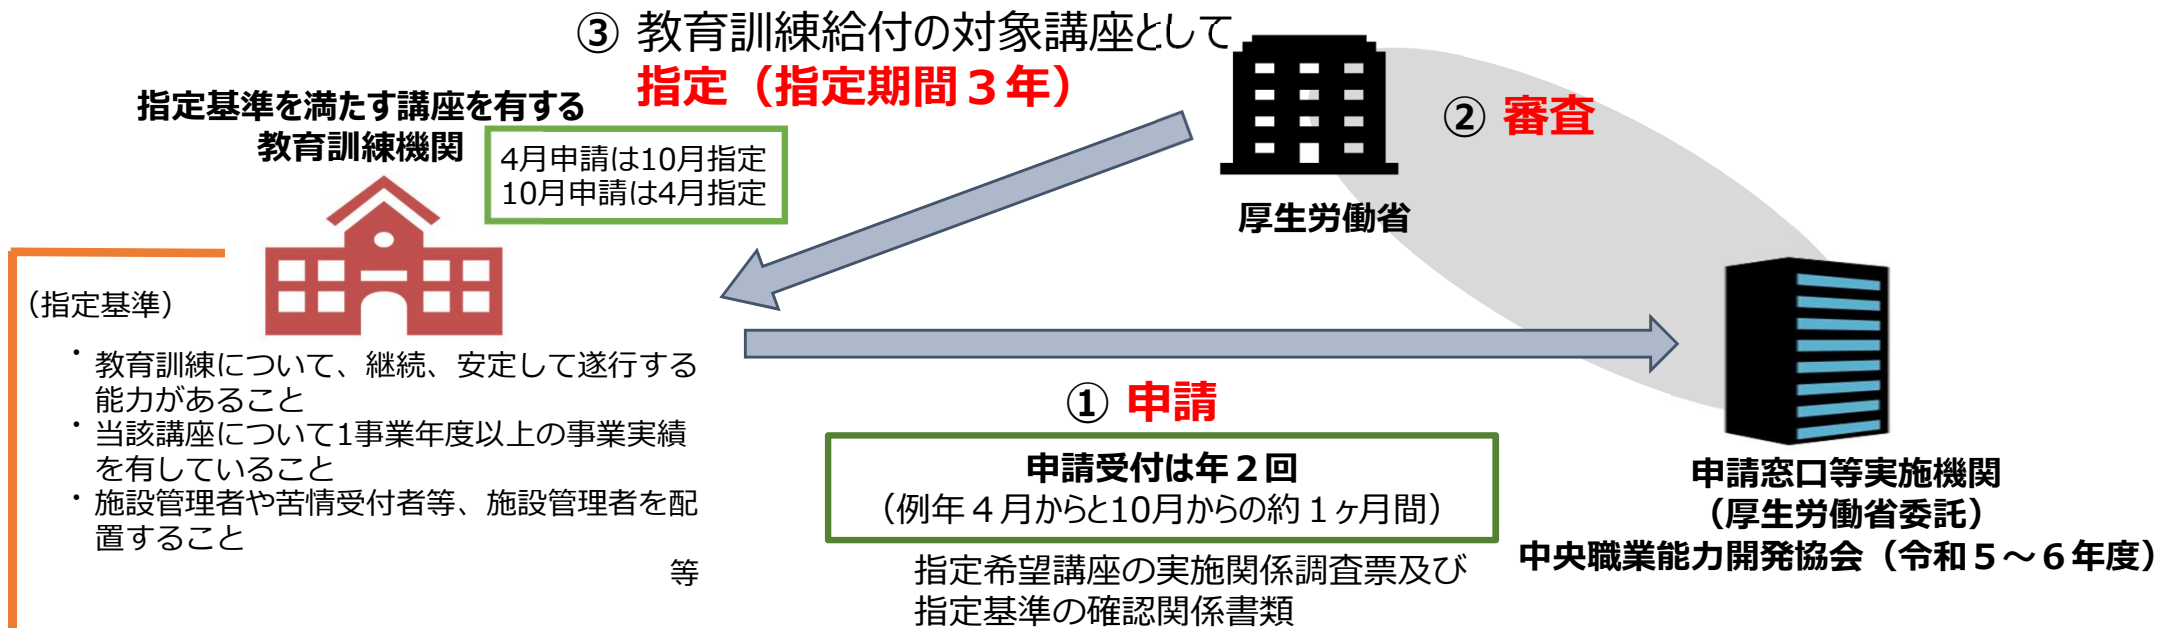 ③ 教育訓練給付の対象講座として
指定（指定期間３年）
指定基準を満たす講座を有する
教育訓練機関
4月申請は10月指定
10月申請は4月指定
② 審査
厚生労働省
（指定基準）
・教育訓練について、継続、安定して遂行する
能力があること
・当該講座について1事業年度以上の事業実績
を有していること
・施設管理者や苦情受付者等、施設管理者を配
置すること
等
① 申請
申請受付は年２回
（例年４月からと10月からの約１ヶ月間）
指定希望講座の実施関係調査票及び
指定基準の確認関係書類
申請窓口等実施機関
（厚生労働省委託）
中央職業能力開発協会（令和５～６年度）